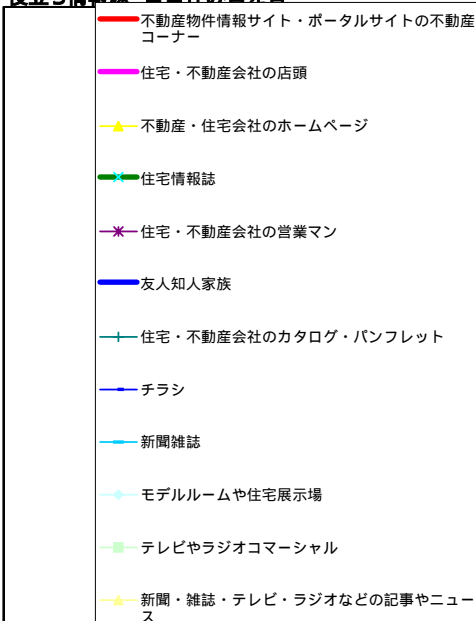 不動産物件情報サイト・ポータルサイトの不動産
コーナー
住宅・不動産会社の店頭
不動産・住宅会社のホームページ
住宅情報誌
住宅・不動産会社の営業マン
友人知人家族
住宅・不動産会社のカタログ・パンフレット
チラシ
新聞雑誌
モデルルームや住宅展示場
テレビやラジオコマーシャル
新聞・雑誌・テレビ・ラジオなどの記事やニュー
ス